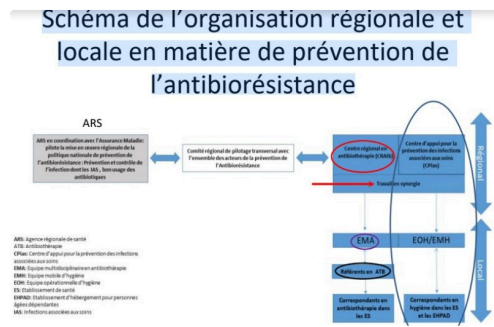 Schéma de l'organisation régionale et
locale en matière de prévention de
l'antibiorésistance
ARS
ARS en coordination avec l'Assurance Maladie:
pilote la mise en œuvre régionale de la
politique nationale de prévention de
l'antibiorésistance : Prévention et contrôle de
l'infection dont les IAS, bon usage des
antibiotiques
Comité régional de pilotage transversal avec
l'ensemble des acteurs de la prévention de
l'Antibiorésistance
Centre régional en
antibiothérapie (CRAtb)
Centre d'appui pour la
prévention des infections
associées aux soins
(CPias)
Travail en synergie
Régional
EMA
EOH/EMH
Référents en ATB
Correspondants en
antibiothérapie dans
les ES
Correspondants en
hygiène dans les ES
et les EHPAD
Local
ARS: Agence régionale de santé
ATB: Antibiothérapie
CPias: Centre d'appui pour la prévention des infections
associées aux soins
EMA: Equipe multidisciplinaire en antibiothérapie
EMH: Equipe mobile d'hygiène
EOH: Equipe opérationnelle d'hygiène
ES: Etablissement de santé
EHPAD: Etablissement d'hébergement pour personnes
âgées dépendantes
IAS: Infections associées aux soins